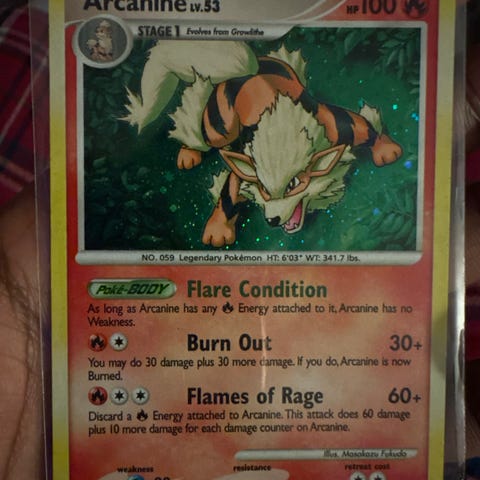 Arcanine LV.53 HP100
STAGE 1 Evolves from Growlithe
NO. 059 Legendary Pokémon HT: 6'03" WT: 341.7 lbs.
Poké-BODY Flare Condition
As long as Arcanine has any Energy attached to it, Arcanine has no
Weakness.
Burn Out 30+
You may do 30 damage plus 30 more damage. If you do, Arcanine is now
Burned.
Flames of Rage 60+
Discard a Energy attached to Arcanine. This attack does 60 damage
plus 10 more damage for each damage counter on Arcanine.
Illus. Masakazu Fukuda
weakness resistance retreat cost